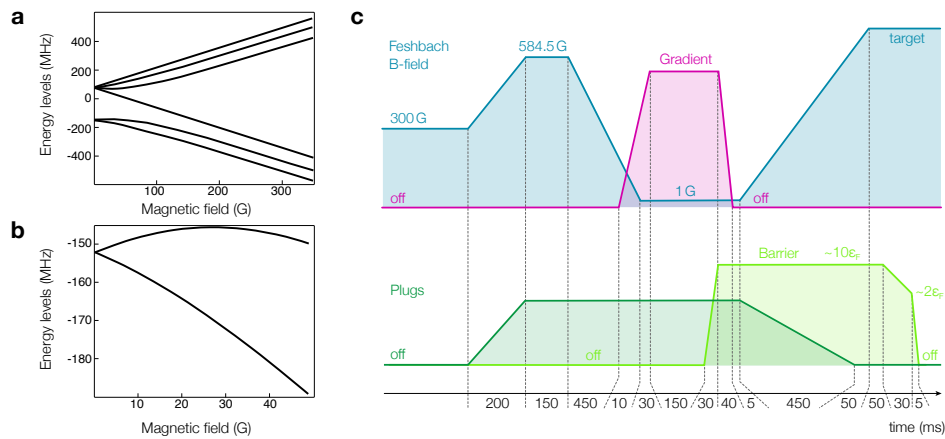 a
Energy levels (MHz)
400
200
0
-200
-400
100
200
300
Magnetic field (G)
b
Energy levels (MHz)
-150
-160
-170
-180
10
20
30
40
Magnetic field (G)
c
Feshbach
B-field
584.5 G
Gradient
target
300 G
off
1 G
off
Plugs
Barrier
~10εF
~2εF
off
off
off
200
150
450
10
30
150
30
40
5
450
50
50
30
5
time (ms)